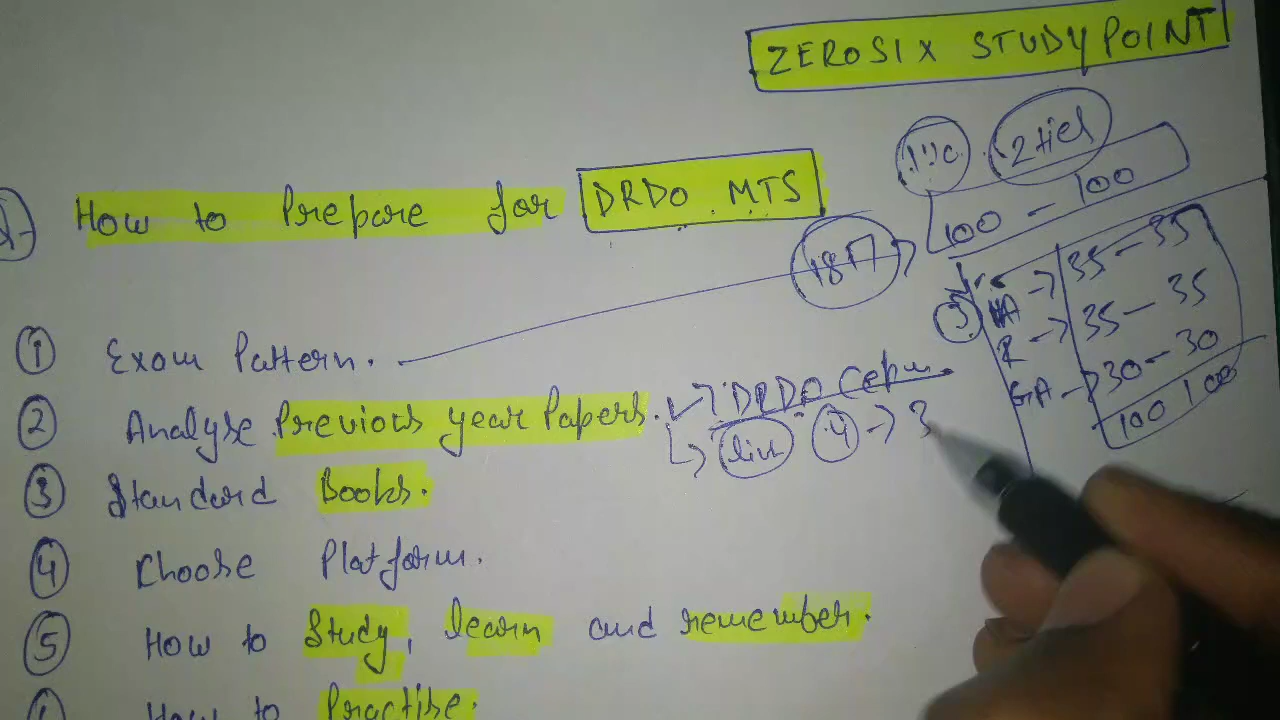 ZEROSIX STUDY POINT
2 tier
How to Prepare for DRDO MTS
100 - 100
1817
35 - 35
R → 35 - 35
GA → 30 - 30
100 100
① Exam Pattern.
② Analyse Previous year Papers. → DRDO Ceptam
③ Standard Books.
④ Choose Platform.
⑤ How to Study, learn and remember.
How to Practise.